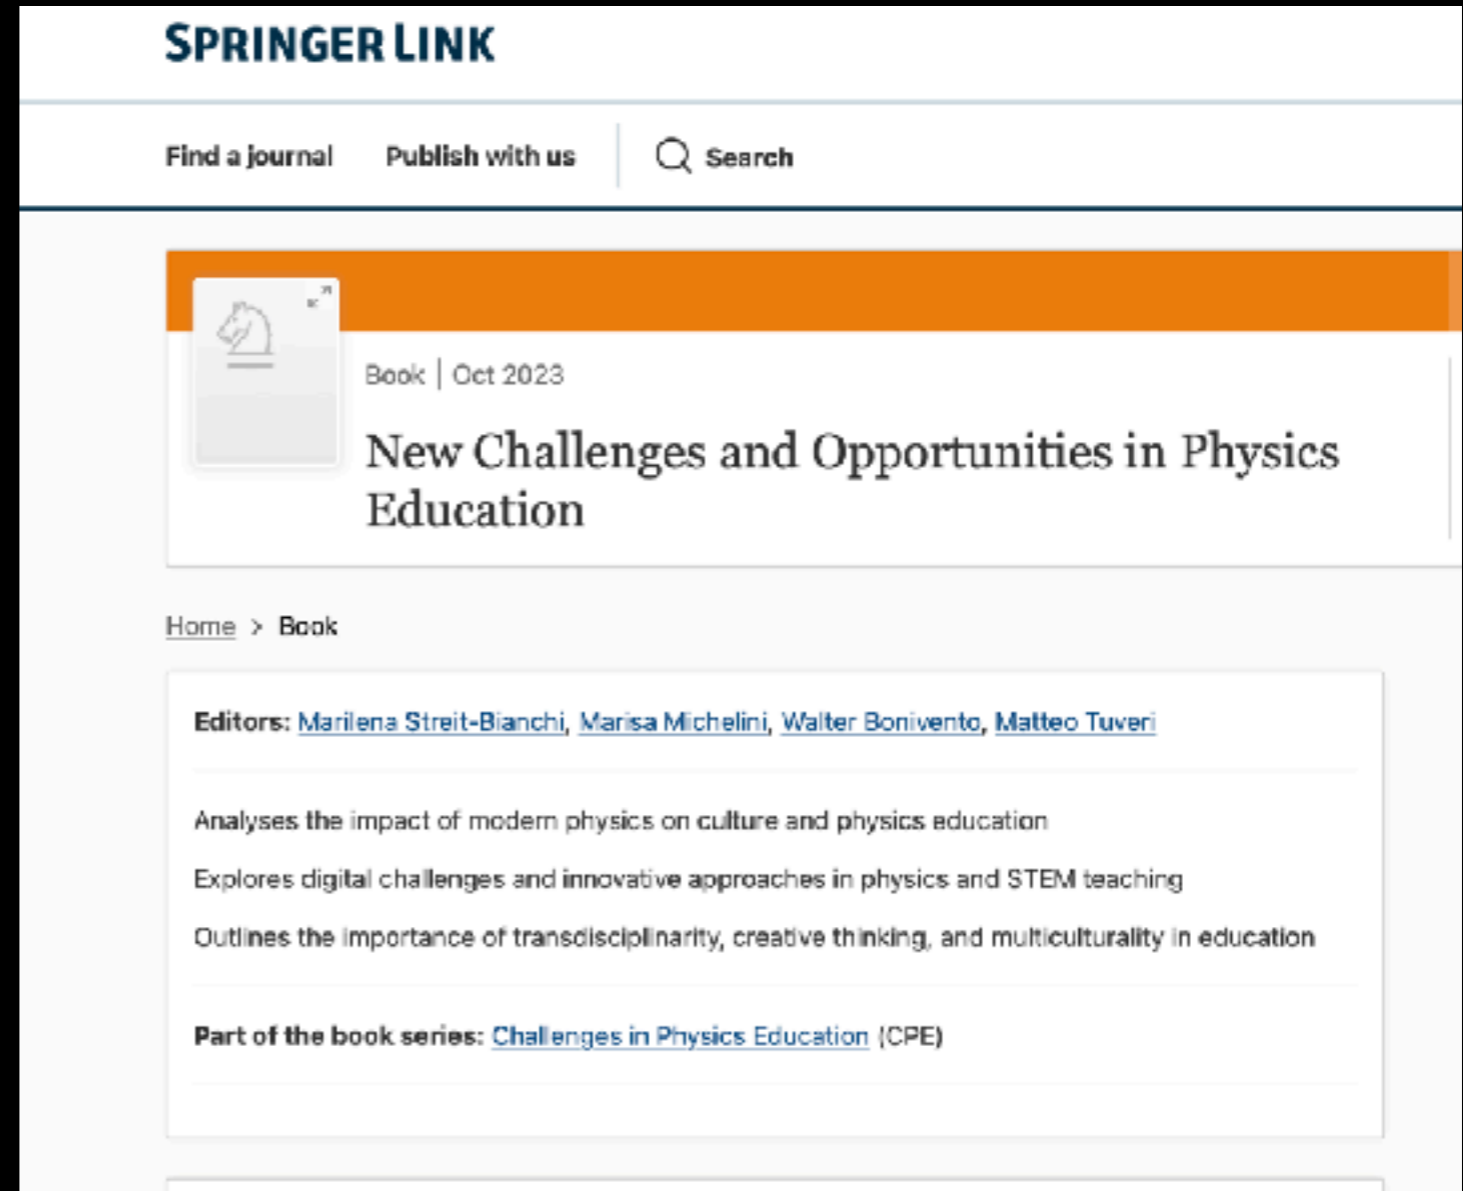 SPRINGER LINK
Find a journal Publish with us Search
Book | Oct 2023
New Challenges and Opportunities in Physics
Education
Home > Book
Editors: Marilena Streit-Bianchi, Marisa Michelini, Walter Bonivento, Matteo Tuveri
Analyses the impact of modern physics on culture and physics education
Explores digital challenges and innovative approaches in physics and STEM teaching
Outlines the importance of transdisciplinarity, creative thinking, and multiculturality in education
Part of the book series: Challenges in Physics Education (CPE)